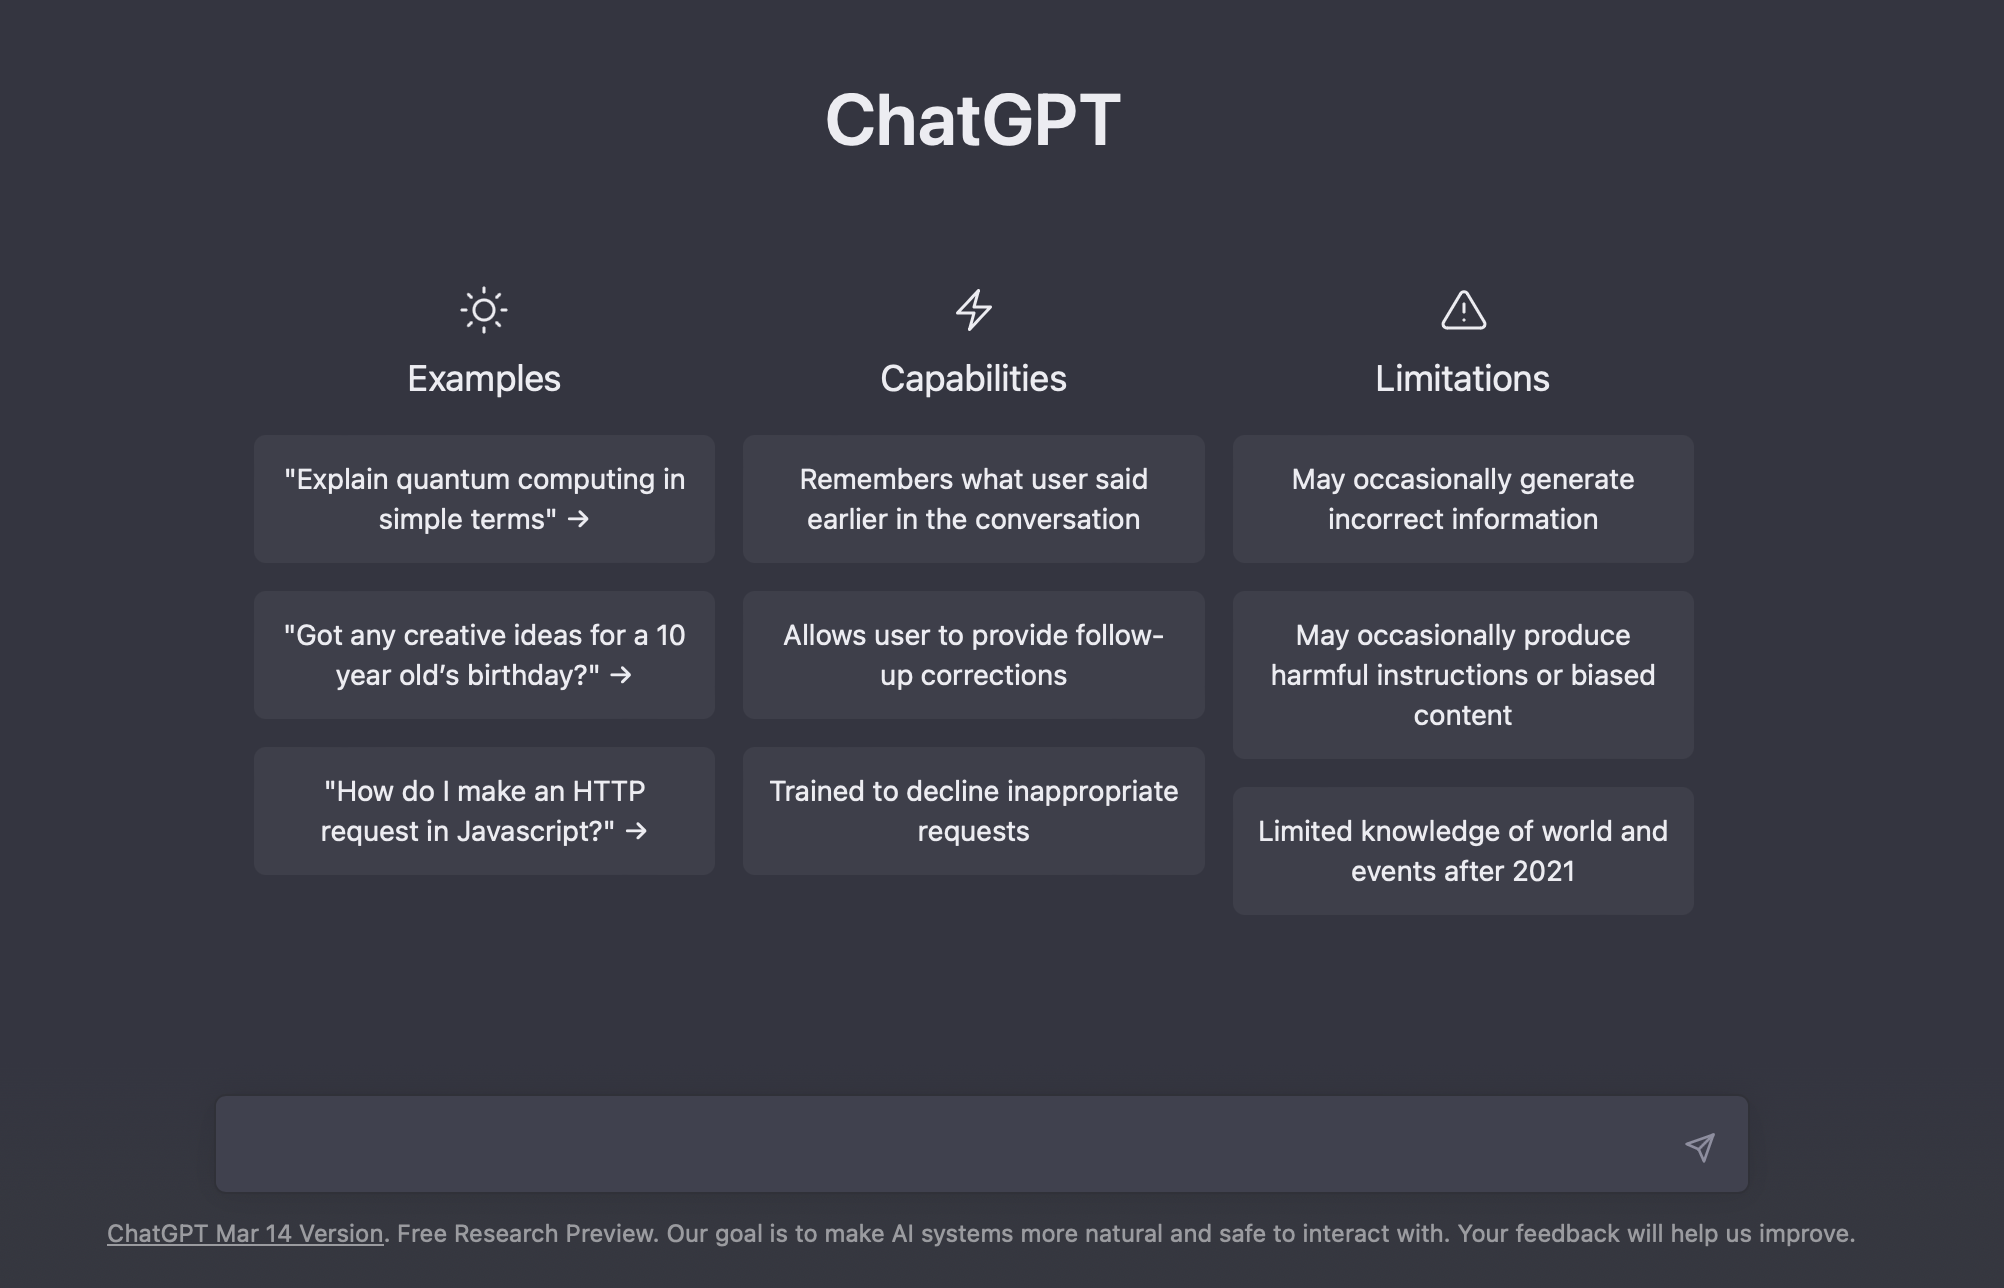 ChatGPT
Examples
"Explain quantum computing in
simple terms" →
"Got any creative ideas for a 10
year old’s birthday?" →
"How do I make an HTTP
request in Javascript?" →
Capabilities
Remembers what user said
earlier in the conversation
Allows user to provide follow-
up corrections
Trained to decline inappropriate
requests
Limitations
May occasionally generate
incorrect information
May occasionally produce
harmful instructions or biased
content
Limited knowledge of world and
events after 2021
ChatGPT Mar 14 Version. Free Research Preview. Our goal is to make AI systems more natural and safe to interact with. Your feedback will help us improve.